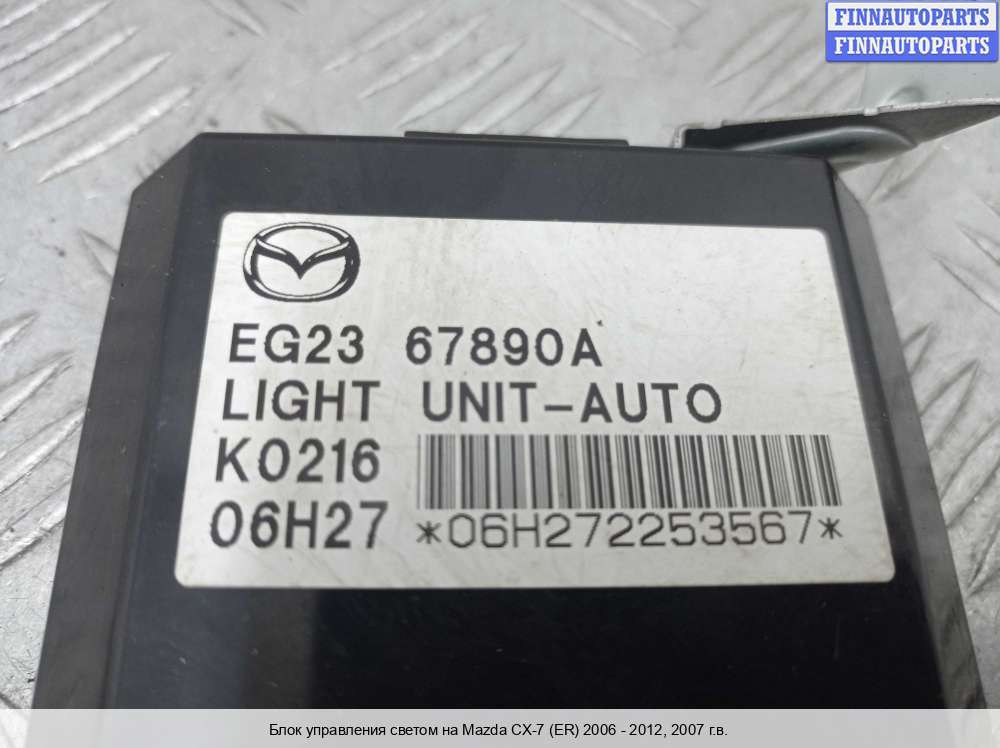 FINNAUTOPARTS
FINNAUTOPARTS
EG23 67890A
LIGHT UNIT-AUTO
K0216
06H27 *06H272253567*
Блок управления светом на Mazda CX-7 (ER) 2006 - 2012, 2007 г.в.